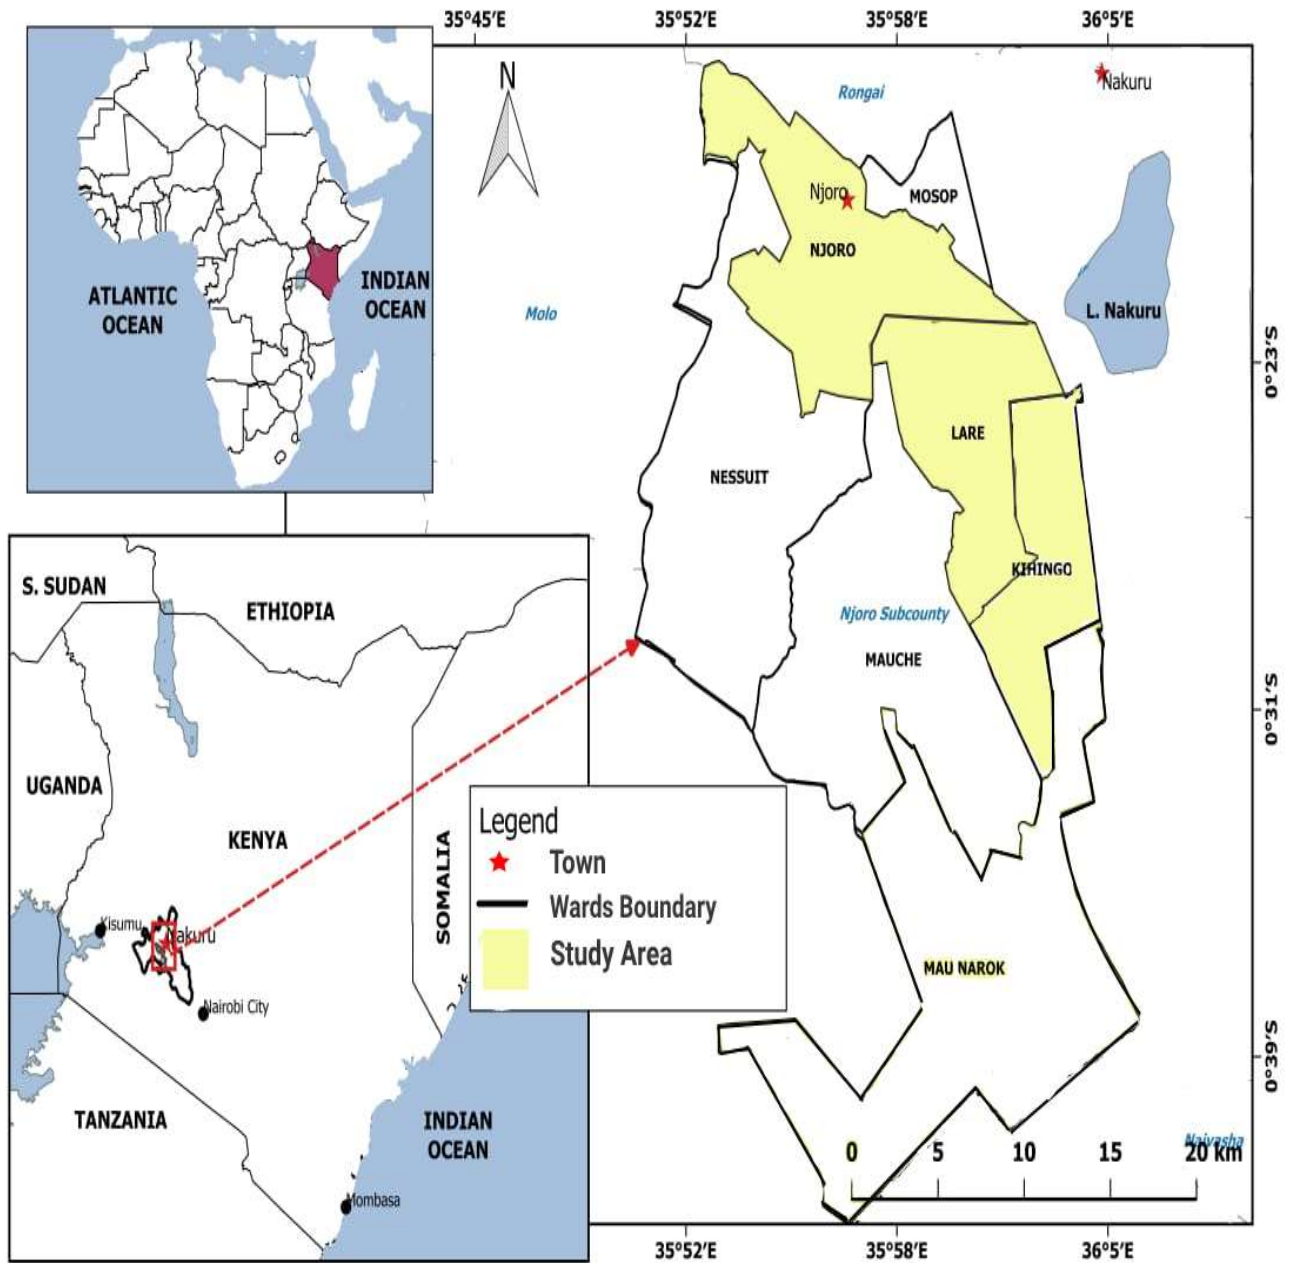 35°45'E
35°52'E
35°58'E
36°5'E
N
Rongai
Nakuru
Njoro
MOSOP
NJORO
ATLANTIC
OCEAN
INDIAN
OCEAN
Molo
L. Nakuru
0°23'S
LARE
NESSUIT
KIHINGO
S. SUDAN
ETHIOPIA
Njoro Subcounty
MAUCHE
0°31'S
UGANDA
KENYA
SOMALIA
Legend
Town
Wards Boundary
Study Area
Kisumu
Nakuru
Nairobi City
MAU NAROK
0°39'S
TANZANIA
INDIAN
OCEAN
Naivasha
0 5 10 15 20 km
Mombasa
35°52'E
35°58'E
36°5'E